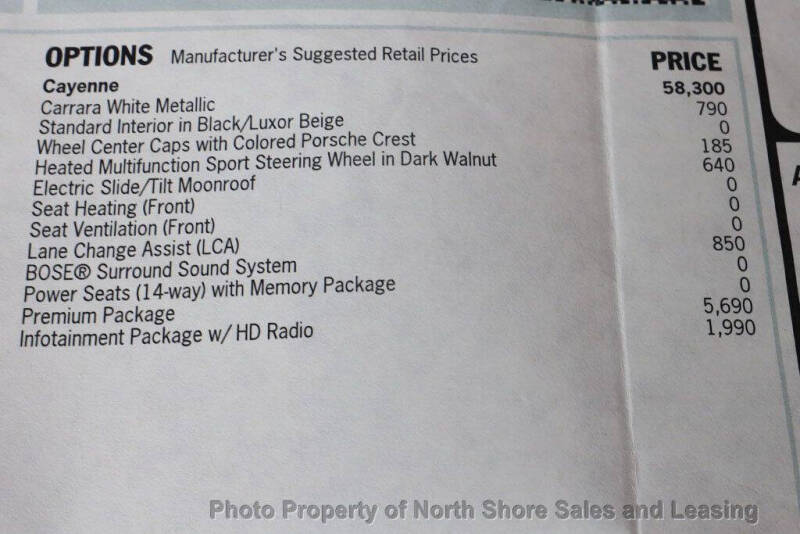 OPTIONS Manufacturer's Suggested Retail Prices PRICE
Cayenne 58,300
Carrara White Metallic 790
Standard Interior in Black/Luxor Beige 0
Wheel Center Caps with Colored Porsche Crest 185
Heated Multifunction Sport Steering Wheel in Dark Walnut 640
Electric Slide/Tilt Moonroof 0
Seat Heating (Front) 0
Seat Ventilation (Front) 0
Lane Change Assist (LCA) 850
BOSE® Surround Sound System 0
Power Seats (14-way) with Memory Package 0
Premium Package 5,690
Infotainment Package w/ HD Radio 1,990
Photo Property of North Shore Sales and Leasing